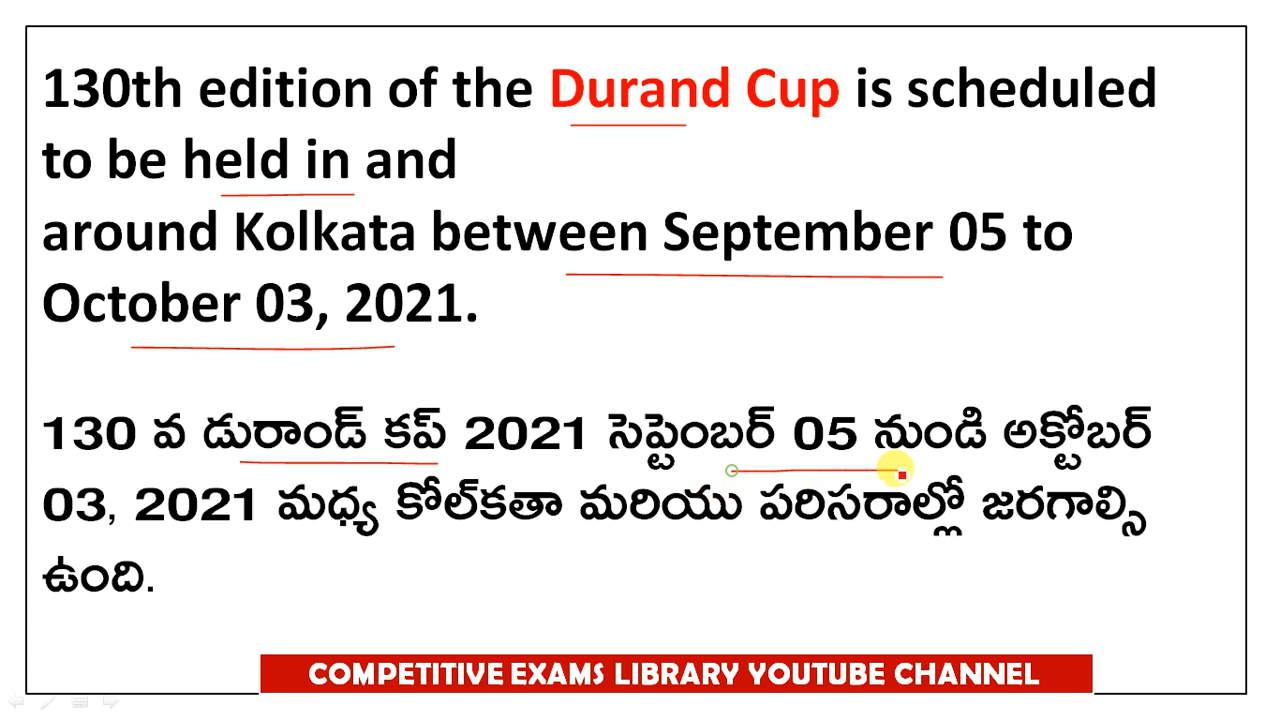 130th edition of the Durand Cup is scheduled
to be held in and
around Kolkata between September 05 to
October 03, 2021.
130 వ డురాండ్ కప్ 2021 సెప్టెంబర్ 05 నుండి అక్టోబర్
03, 2021 మధ్య కోల్‌కతా మరియు పరిసరాల్లో జరగాల్సి
ఉంది.
COMPETITIVE EXAMS LIBRARY YOUTUBE CHANNEL